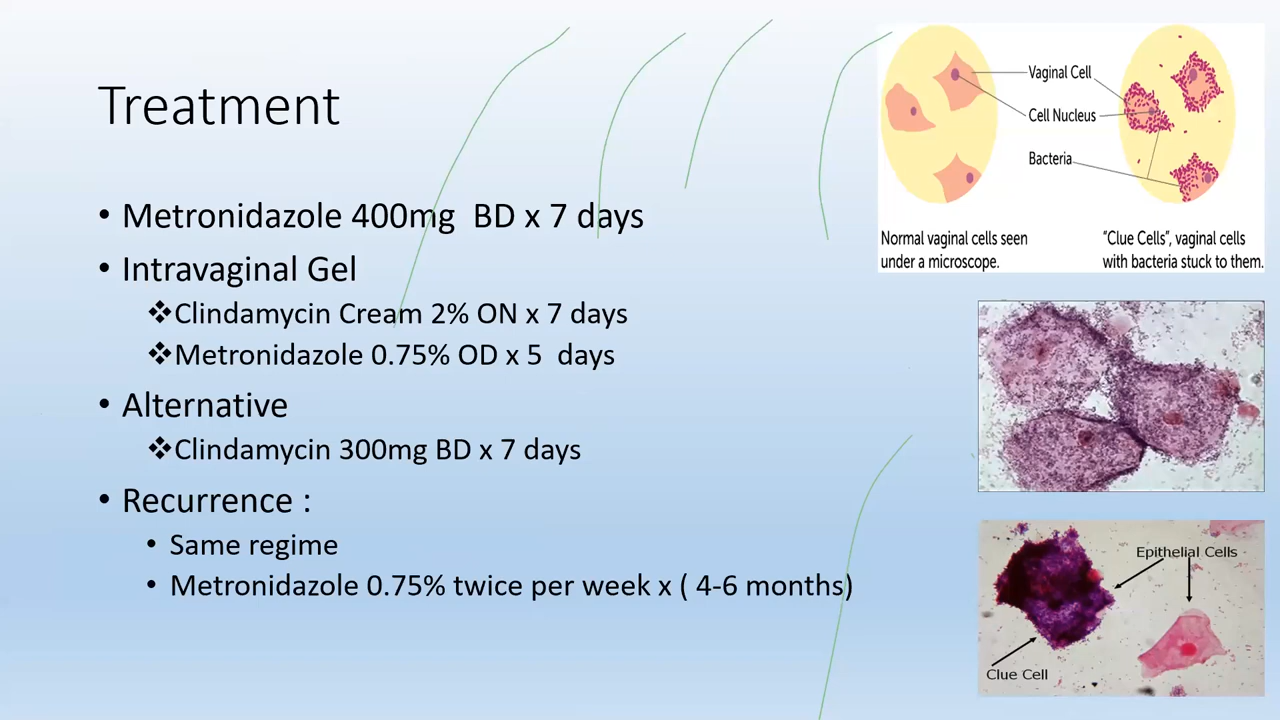 Treatment
• Metronidazole 400mg BD x 7 days
• Intravaginal Gel
❖Clindamycin Cream 2% ON x 7 days
❖Metronidazole 0.75% OD x 5 days
• Alternative
❖Clindamycin 300mg BD x 7 days
• Recurrence :
• Same regime
• Metronidazole 0.75% twice per week x ( 4-6 months)
Vaginal Cell
Cell Nucleus
Bacteria
Normal vaginal cells seen
under a microscope.
"Clue Cells", vaginal cells
with bacteria stuck to them.
Epithelial Cells
Clue Cell